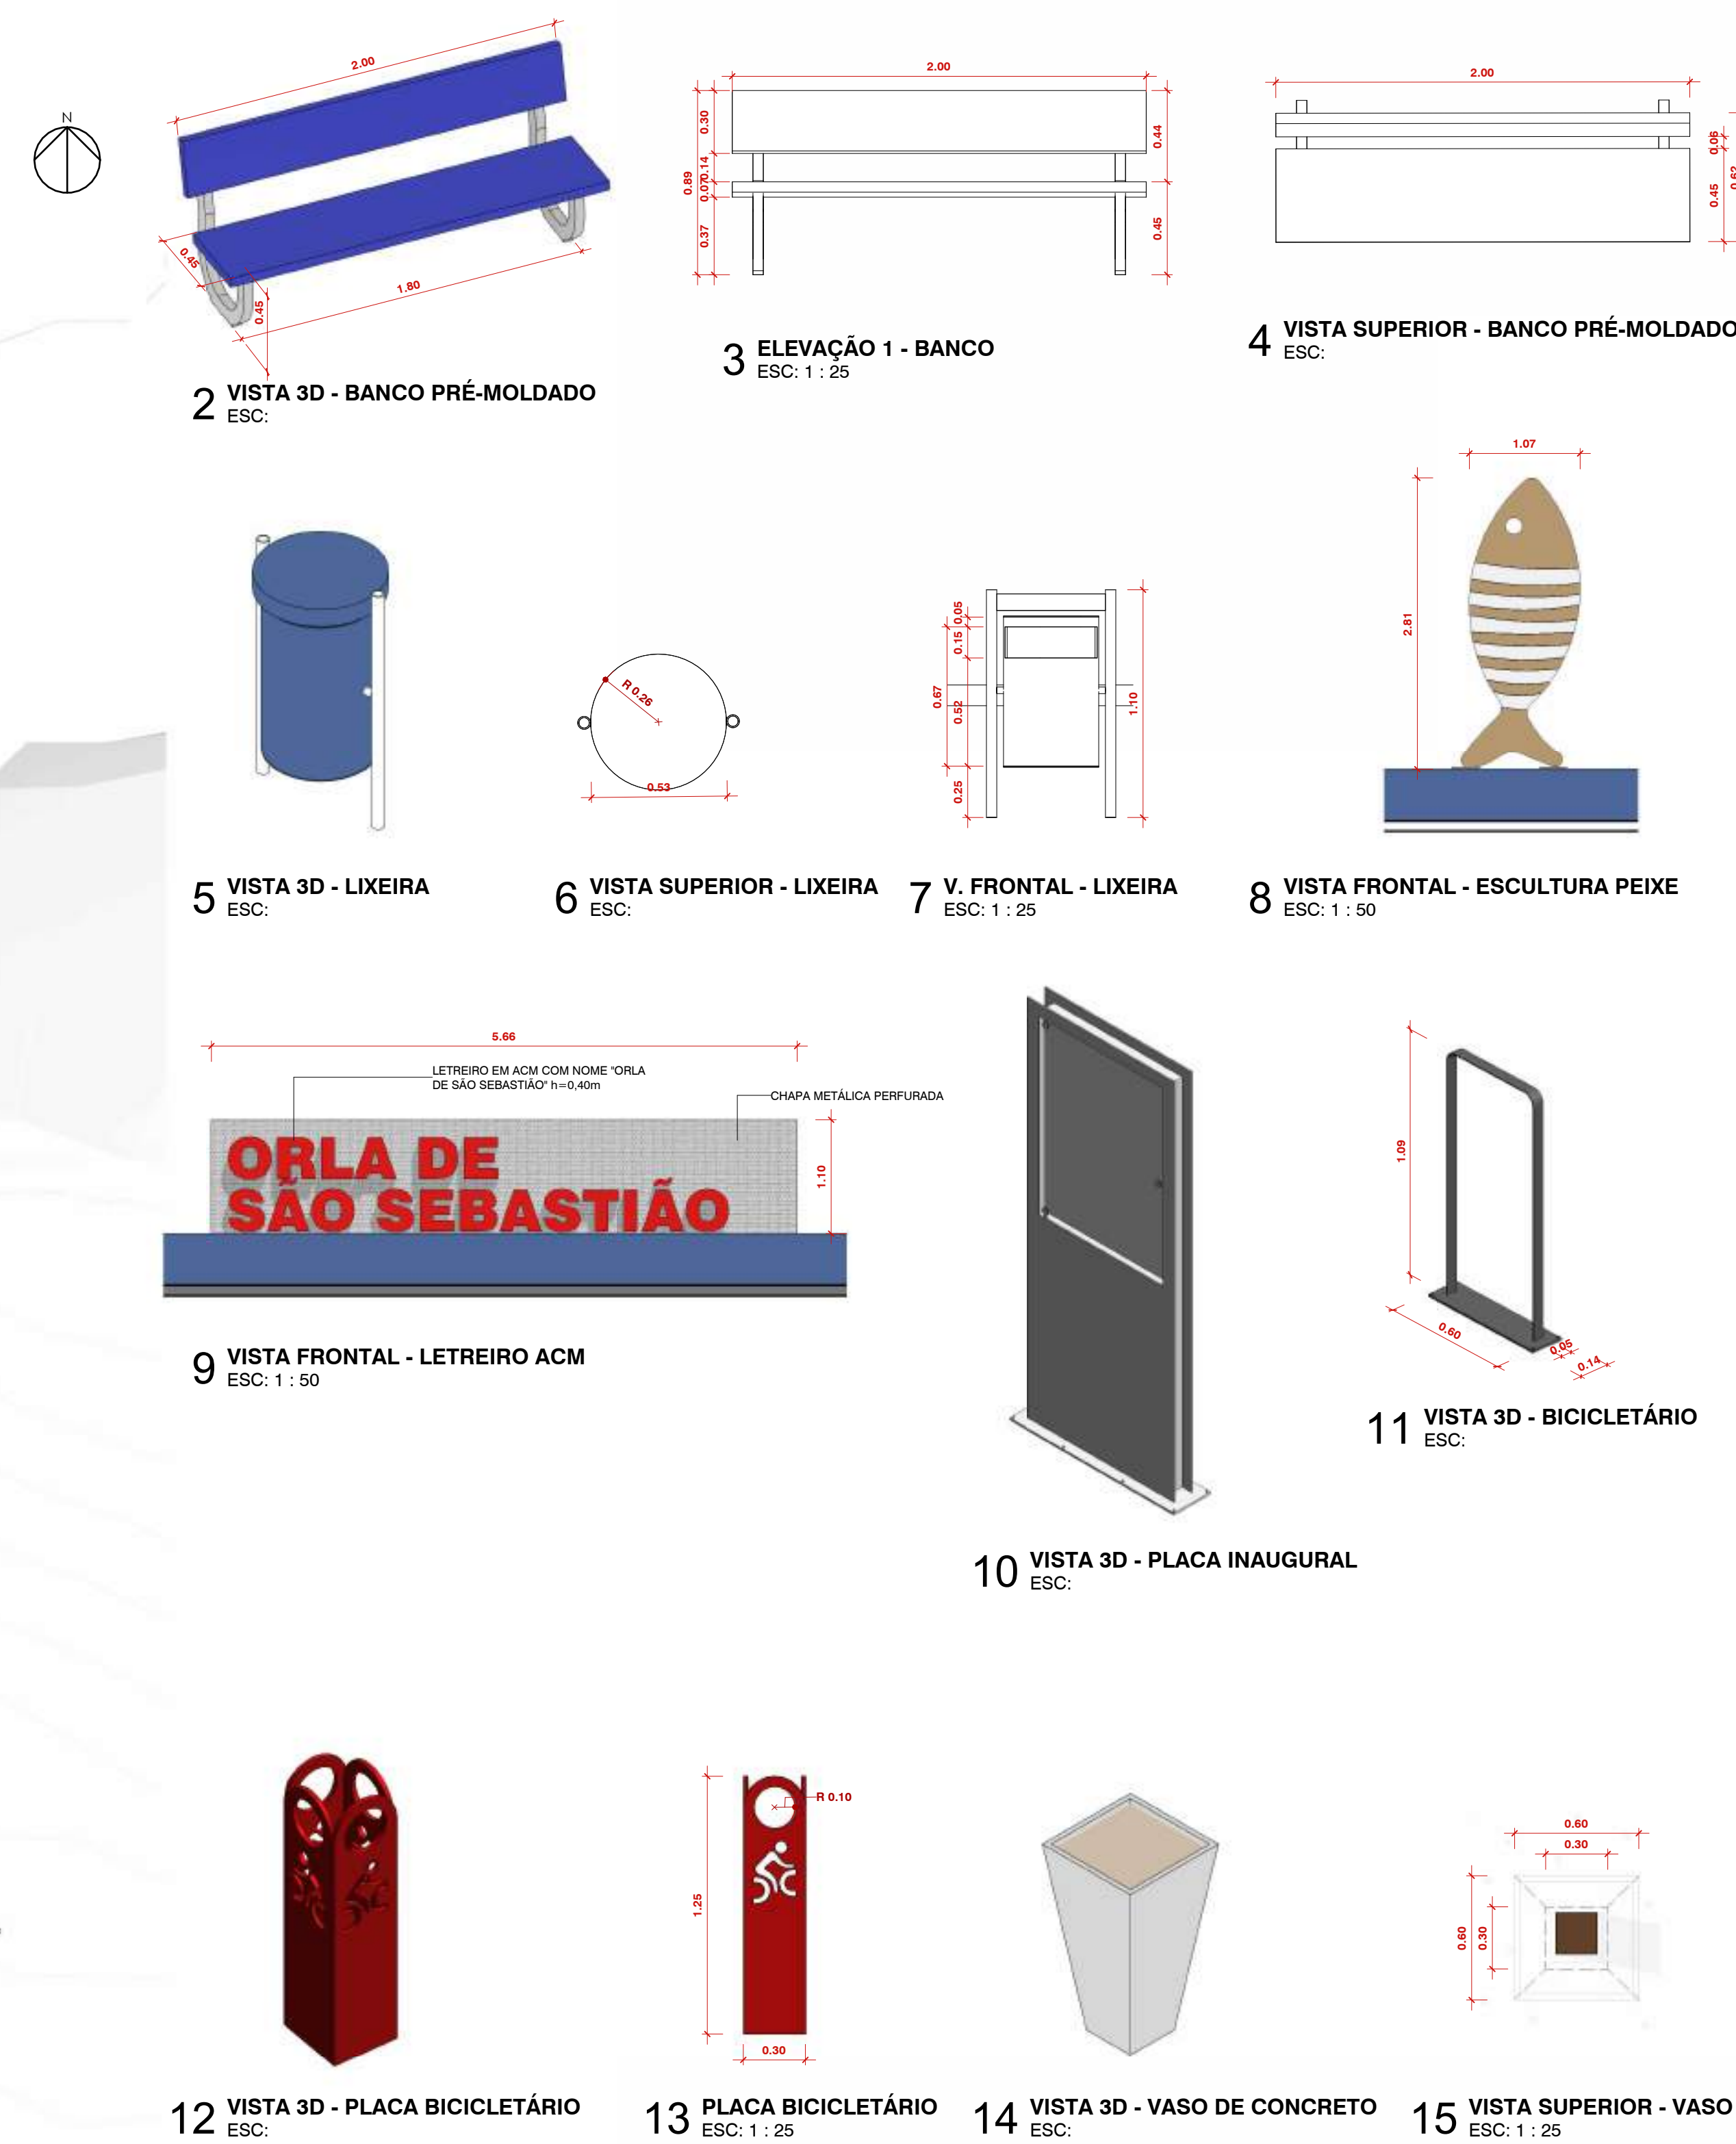 N
2.00
0.45
0.45
1.80
2 VISTA 3D - BANCO PRÉ-MOLDADO
ESC:
2.00
0.89
0.30
0.14
0.07
0.37
0.44
0.45
3 ELEVAÇÃO 1 - BANCO
ESC: 1 : 25
2.00
0.06
0.45
4 VISTA SUPERIOR - BANCO PRÉ-MOLDADO
ESC:
5 VISTA 3D - LIXEIRA
ESC:
R 0.26
0.53
6 VISTA SUPERIOR - LIXEIRA
ESC:
0.05
0.15
0.67
0.52
0.25
1.10
7 V. FRONTAL - LIXEIRA
ESC: 1 : 25
1.07
2.81
8 VISTA FRONTAL - ESCULTURA PEIXE
ESC: 1 : 50
5.66
LETREIRO EM ACM COM NOME "ORLA
DE SÃO SEBASTIÃO" h=0,40m
CHAPA METÁLICA PERFURADA
ORLA DE
SÃO SEBASTIÃO
1.10
9 VISTA FRONTAL - LETREIRO ACM
ESC: 1 : 50
10 VISTA 3D - PLACA INAUGURAL
ESC:
1.09
0.60
0.05
0.14
11 VISTA 3D - BICICLETÁRIO
ESC:
12 VISTA 3D - PLACA BICICLETÁRIO
ESC:
R 0.10
1.25
0.30
13 PLACA BICICLETÁRIO
ESC: 1 : 25
14 VISTA 3D - VASO DE CONCRETO
ESC:
0.60
0.30
0.60
0.30
15 VISTA SUPERIOR - VASO
ESC: 1 : 25